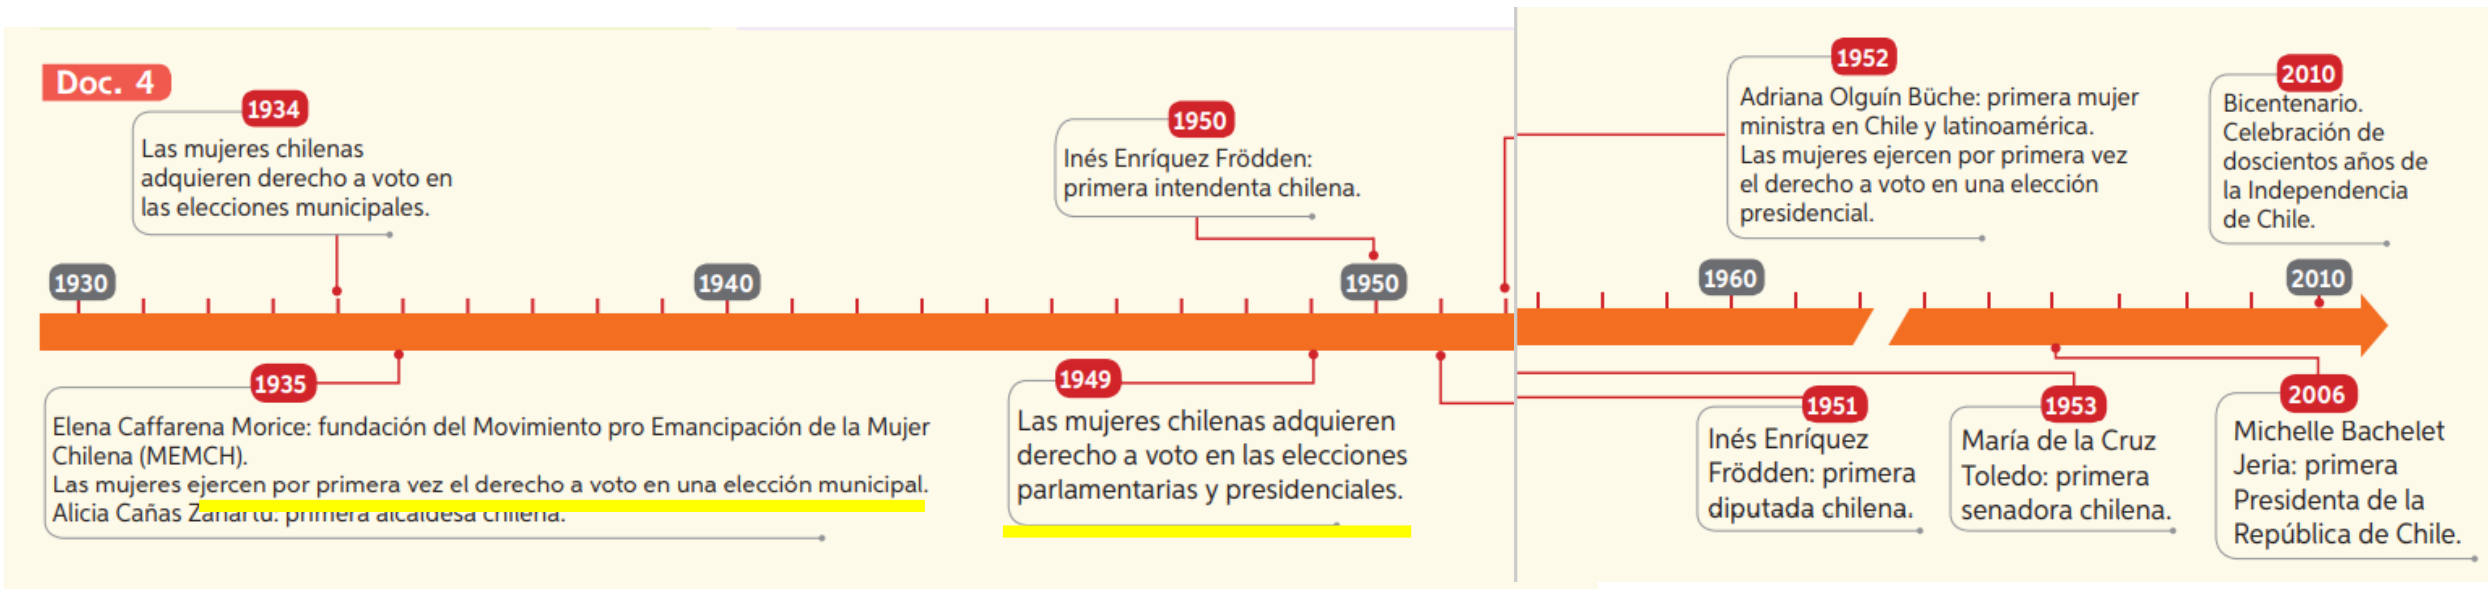 Doc. 4
1934
Las mujeres chilenas
adquieren derecho a voto en
las elecciones municipales.
1950
Inés Enríquez Frödden:
primera intendenta chilena.
1952
Adriana Olguín Büche: primera mujer
ministra en Chile y latinoamérica.
Las mujeres ejercen por primera vez
el derecho a voto en una elección
presidencial.
2010
Bicentenario.
Celebración de
doscientos años de
la Independencia
de Chile.
1930
1940
1950
1960
2010
1935
Elena Caffarena Morice: fundación del Movimiento pro Emancipación de la Mujer
Chilena (MEMCH).
Las mujeres ejercen por primera vez el derecho a voto en una elección municipal.
Alicia Cañas Zañartu: primera alcaldesa chilena.
1949
Las mujeres chilenas adquieren
derecho a voto en las elecciones
parlamentarias y presidenciales.
1951
Inés Enríquez
Frödden: primera
diputada chilena.
1953
María de la Cruz
Toledo: primera
senadora chilena.
2006
Michelle Bachelet
Jeria: primera
Presidenta de la
República de Chile.